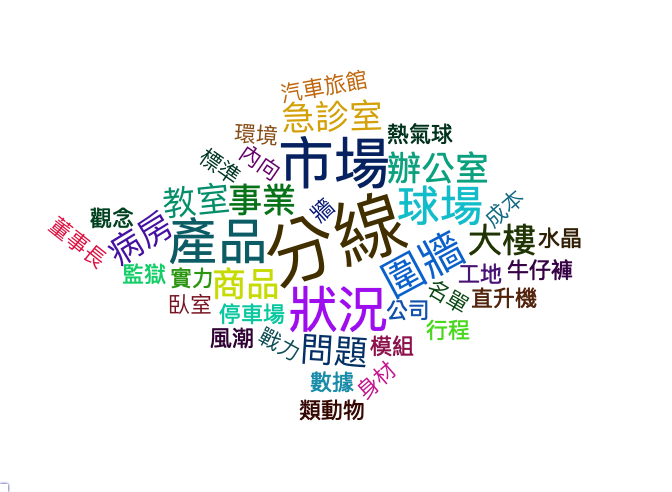 汽車旅館
急診室
環境
熱氣球
市場
標準
內向
辦公室
教室
事業
牆
球場
成本
觀念
董事長
病房
產品
分線
圍牆
大樓
水晶
監獄
實力
商品
工地
牛仔褲
臥室
停車場
狀況
公司
名單
直升機
風潮
戰力
問題
模組
行程
數據
身材
類動物